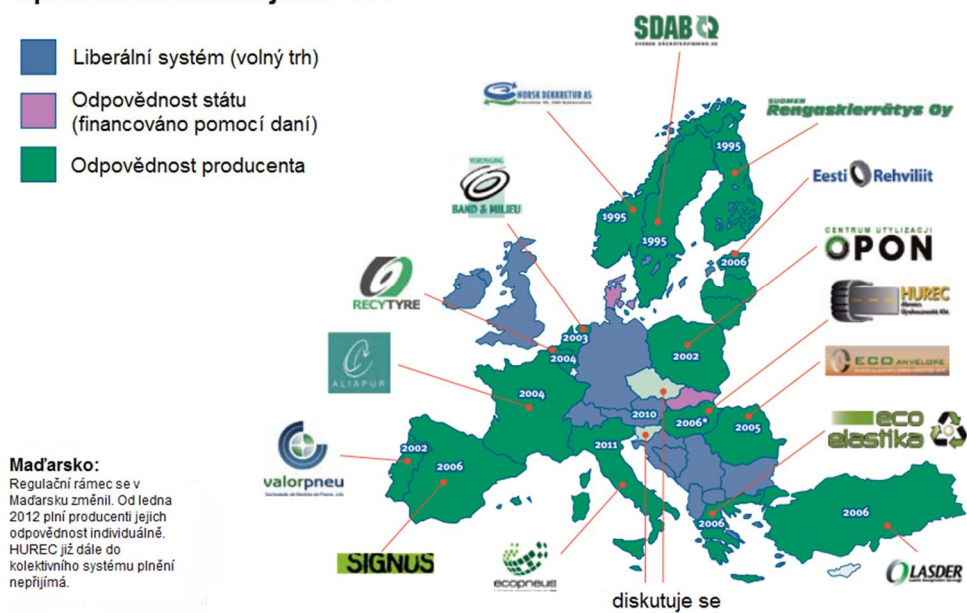 Liberální systém (volný trh)
Odpovědnost státu
(financováno pomocí daní)
Odpovědnost producenta
SDAB
NORSK DEKKRETUR AS
SUOMEN
Rengaskierrätys Oy
VERENIGING
BAND & MILIEU
Eesti Rehviliit
CENTRUM UTYLIZACJI
OPON
RECYTYRE
HUREC
ALIAPUR
ECO ANVELOPE
eco
elastika
valorpneu
SIGNUS
ecopneus
LASDER
1995
1995
1995
2006
2003
2004
2002
2004
2010
2006*
2005
2011
2002
2006
2006
2006
Maďarsko:
Regulační rámec se v
Maďarsku změnil. Od ledna
2012 plní producenti jejich
odpovědnost individuálně.
HUREC již dále do
kolektivního systému plnění
nepřijímá.
diskutuje se